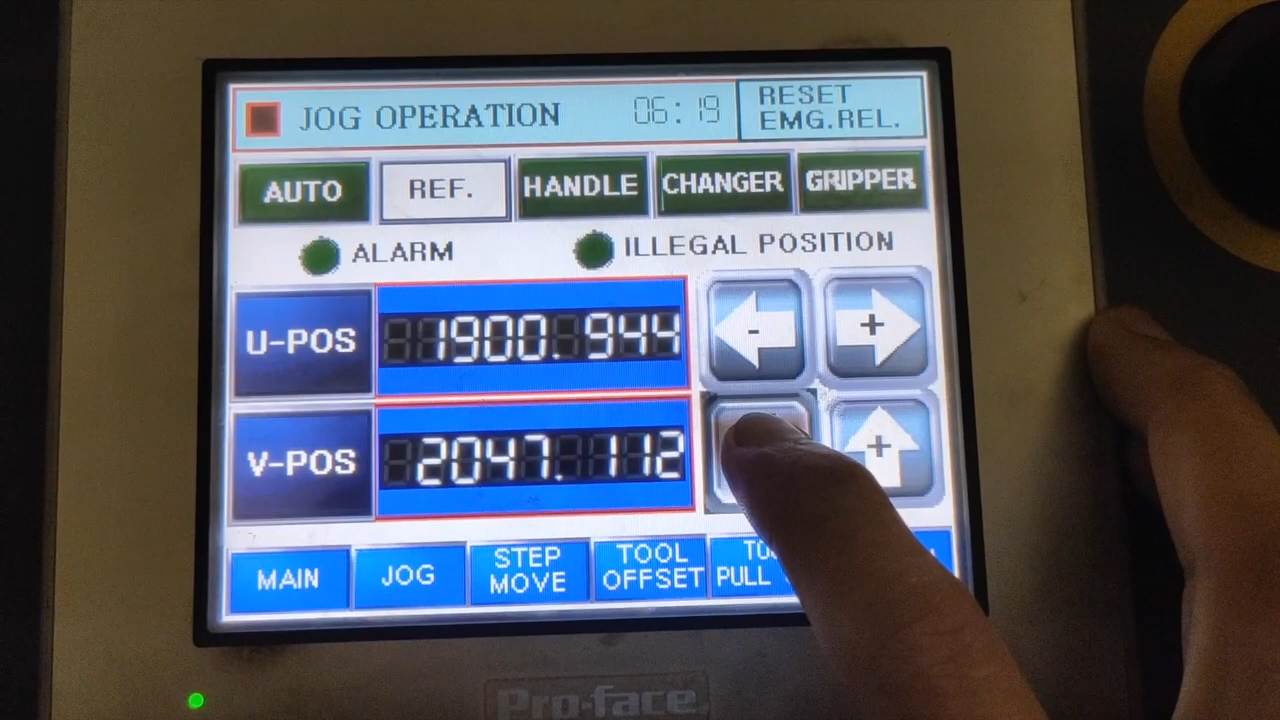 JOG OPERATION 06:19 RESET
EMG.REL.
AUTO REF. HANDLE CHANGER GRIPPER
ALARM ILLEGAL POSITION
U-POS 1900.944 - +
V-POS 2047.112 +
MAIN JOG STEP MOVE TOOL OFFSET PULL
Pro-face